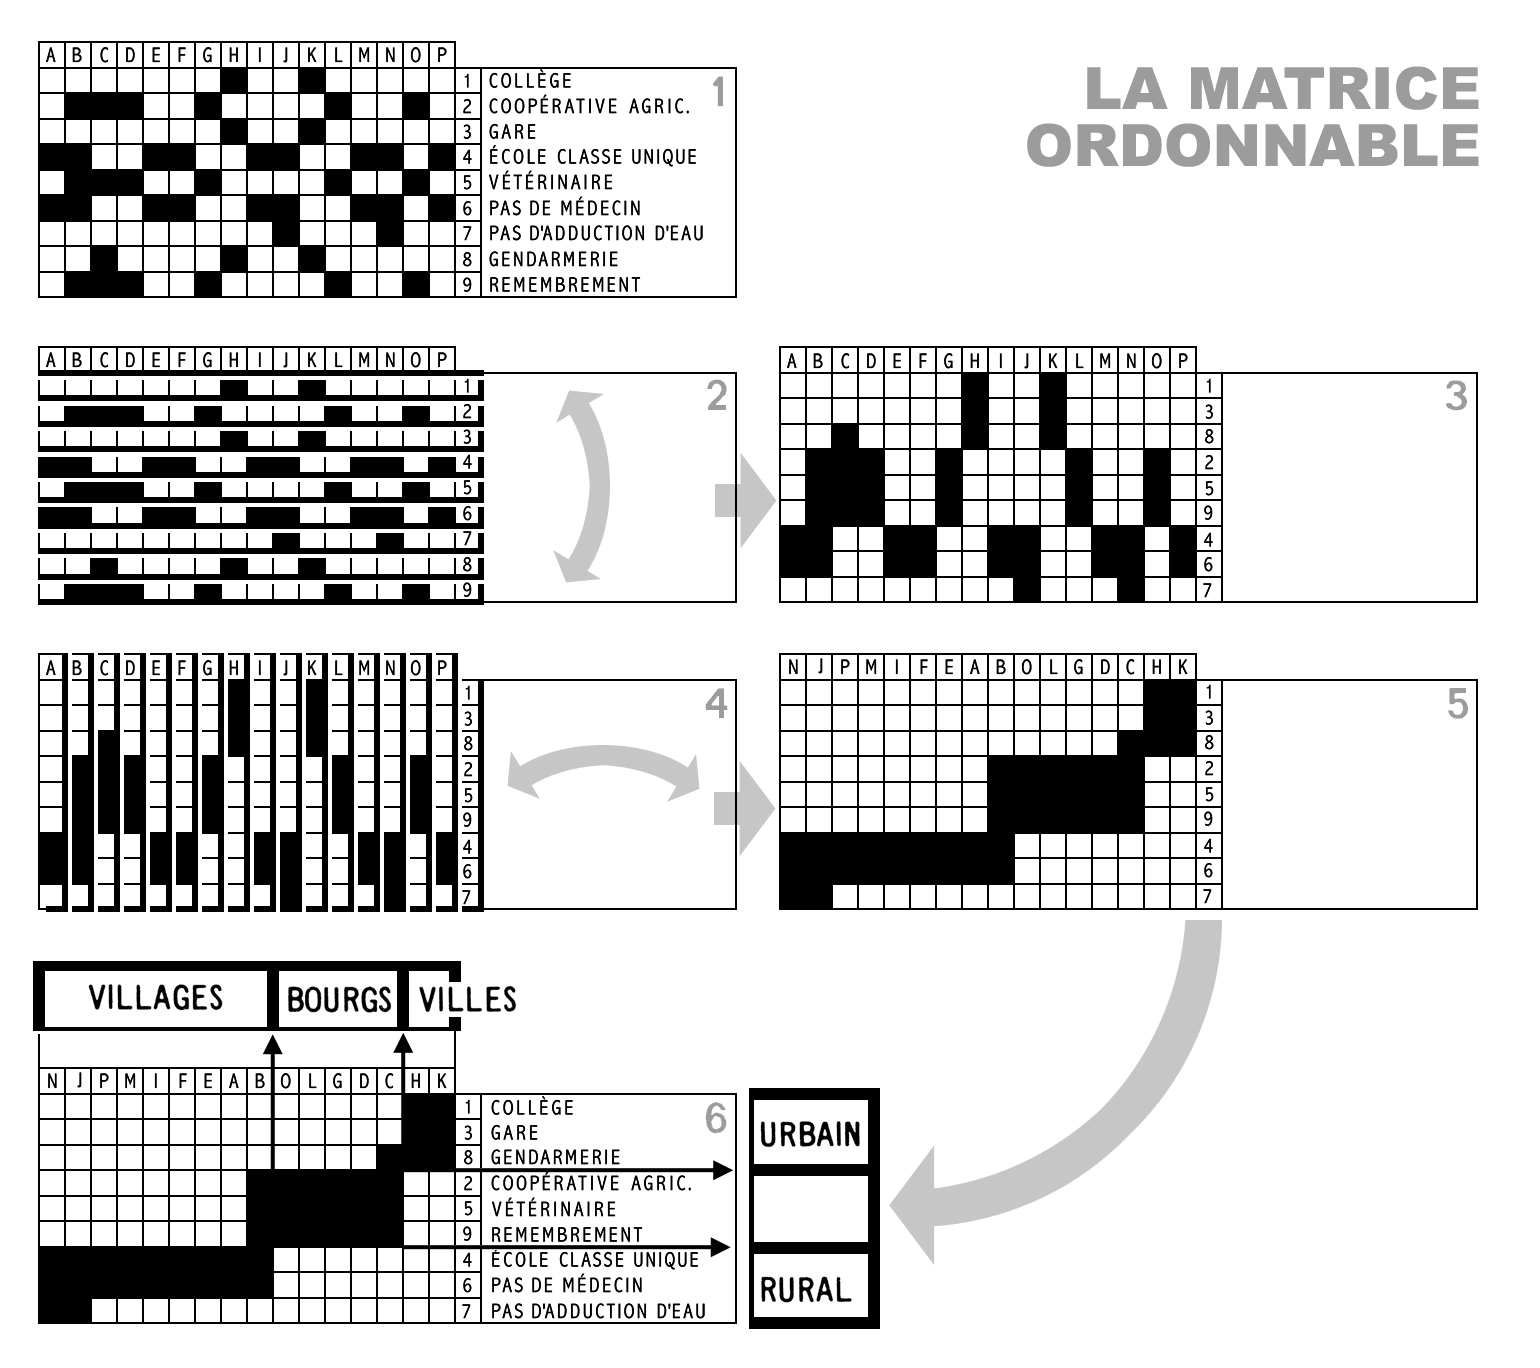 LA MATRICE
ORDONNABLE
A B C D E F G H I J K L M N O P
1 COLLÈGE
1
2 COOPÉRATIVE AGRIC.
3 GARE
4 ÉCOLE CLASSE UNIQUE
5 VÉTÉRINAIRE
6 PAS DE MÉDECIN
7 PAS D'ADDUCTION D'EAU
8 GENDARMERIE
9 REMEMBREMENT
A B C D E F G H I J K L M N O P
2
1
2
3
4
5
6
7
8
9
A B C D E F G H I J K L M N O P
3
1
3
8
2
5
9
4
6
7
A B C D E F G H I J K L M N O P
4
1
3
8
2
5
9
4
6
7
N J P M I F E A B O L G D C H K
5
1
3
8
2
5
9
4
6
7
VILLAGES BOURGS VILLES
N J P M I F E A B O L G D C H K
6
1 COLLÈGE
3 GARE
8 GENDARMERIE
2 COOPÉRATIVE AGRIC.
5 VÉTÉRINAIRE
9 REMEMBREMENT
4 ÉCOLE CLASSE UNIQUE
6 PAS DE MÉDECIN
7 PAS D'ADDUCTION D'EAU
URBAIN
RURAL